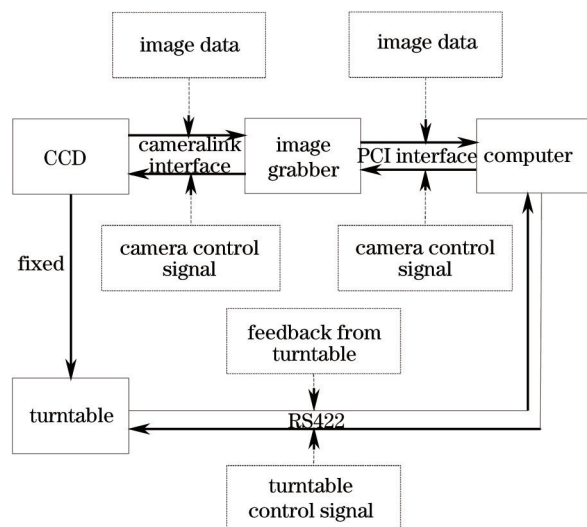 image data
image data
CCD
cameralink
interface
image
grabber
PCI interface
computer
camera control
signal
camera control
signal
fixed
feedback from
turntable
turntable
RS422
turntable
control signal